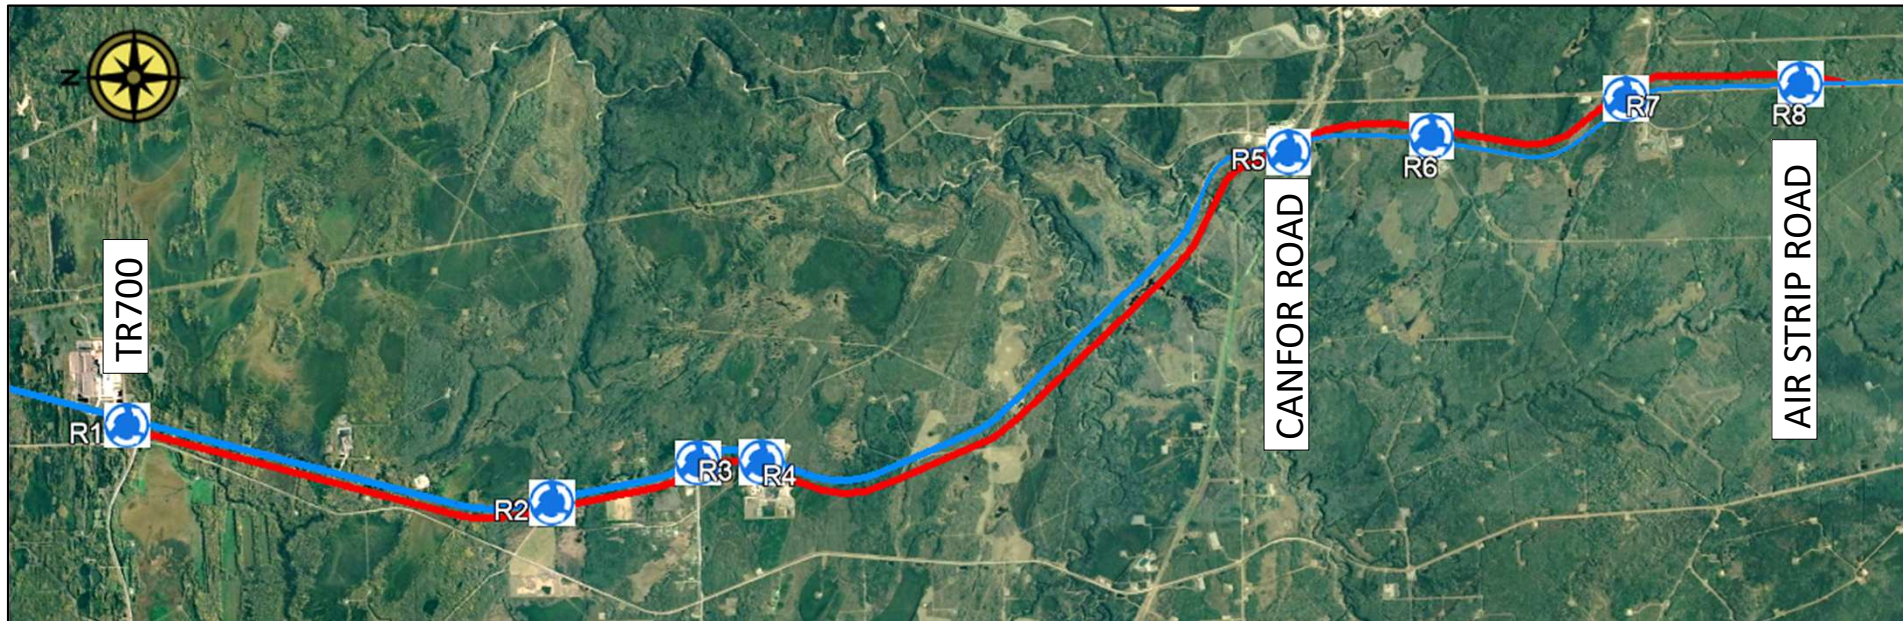 N
TR700
R1
R2
R3
R4
R5
CANFOR ROAD
R6
R7
R8
AIR STRIP ROAD